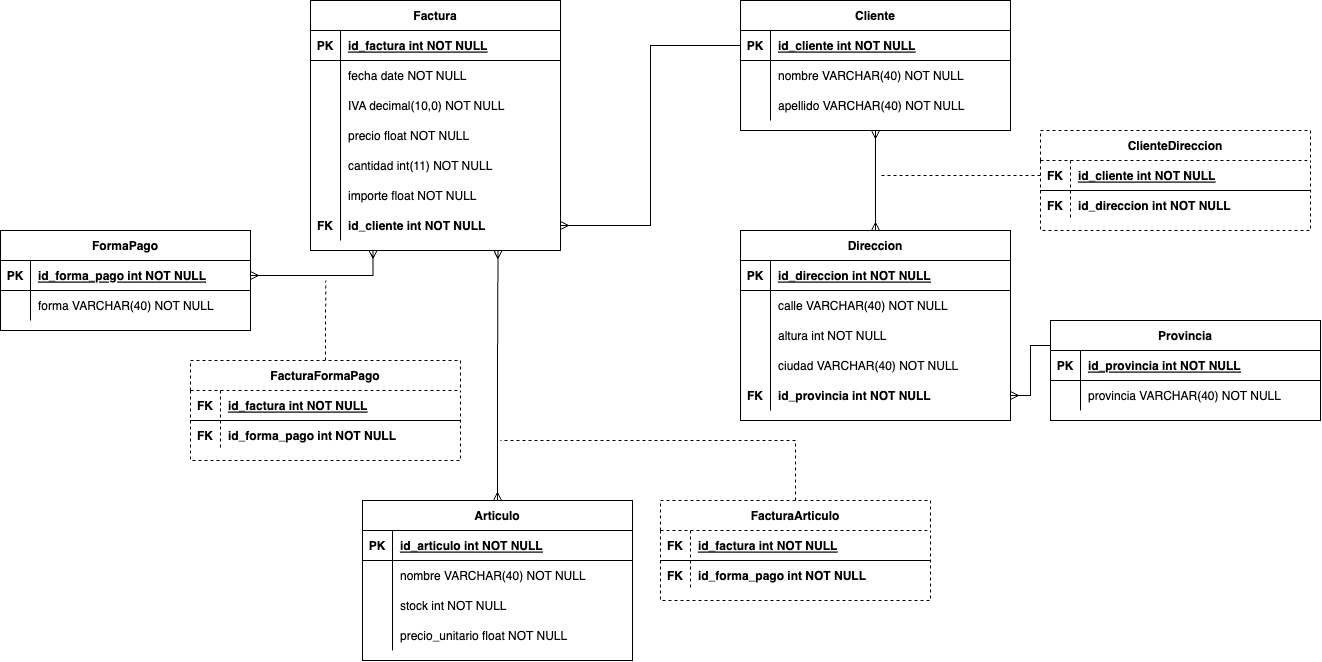 Factura
PK id_factura int NOT NULL
fecha date NOT NULL
IVA decimal(10,0) NOT NULL
precio float NOT NULL
cantidad int(11) NOT NULL
importe float NOT NULL
FK id_cliente int NOT NULL
Cliente
PK id_cliente int NOT NULL
nombre VARCHAR(40) NOT NULL
apellido VARCHAR(40) NOT NULL
ClienteDireccion
FK id_cliente int NOT NULL
FK id_direccion int NOT NULL
FormaPago
PK id_forma_pago int NOT NULL
forma VARCHAR(40) NOT NULL
Direccion
PK id_direccion int NOT NULL
calle VARCHAR(40) NOT NULL
altura int NOT NULL
ciudad VARCHAR(40) NOT NULL
FK id_provincia int NOT NULL
Provincia
PK id_provincia int NOT NULL
provincia VARCHAR(40) NOT NULL
FacturaFormaPago
FK id_factura int NOT NULL
FK id_forma_pago int NOT NULL
Articulo
PK id_articulo int NOT NULL
nombre VARCHAR(40) NOT NULL
stock int NOT NULL
precio_unitario float NOT NULL
FacturaArticulo
FK id_factura int NOT NULL
FK id_forma_pago int NOT NULL